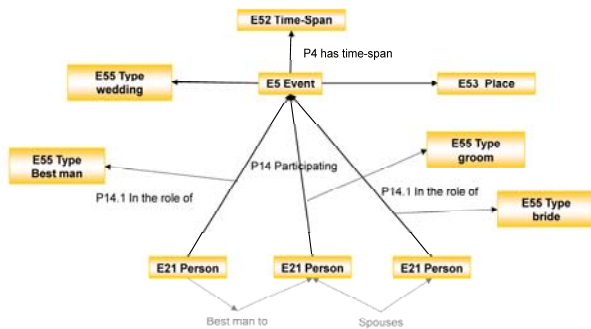 E52 Time-Span
P4 has time-span
E55 Type
wedding
E5 Event
E53  Place
E55 Type
Best man
P14 Participating
E55 Type
groom
P14.1 In the role of
P14.1 In the role of
E55 Type
bride
E21 Person
E21 Person
E21 Person
Best man to
Spouses